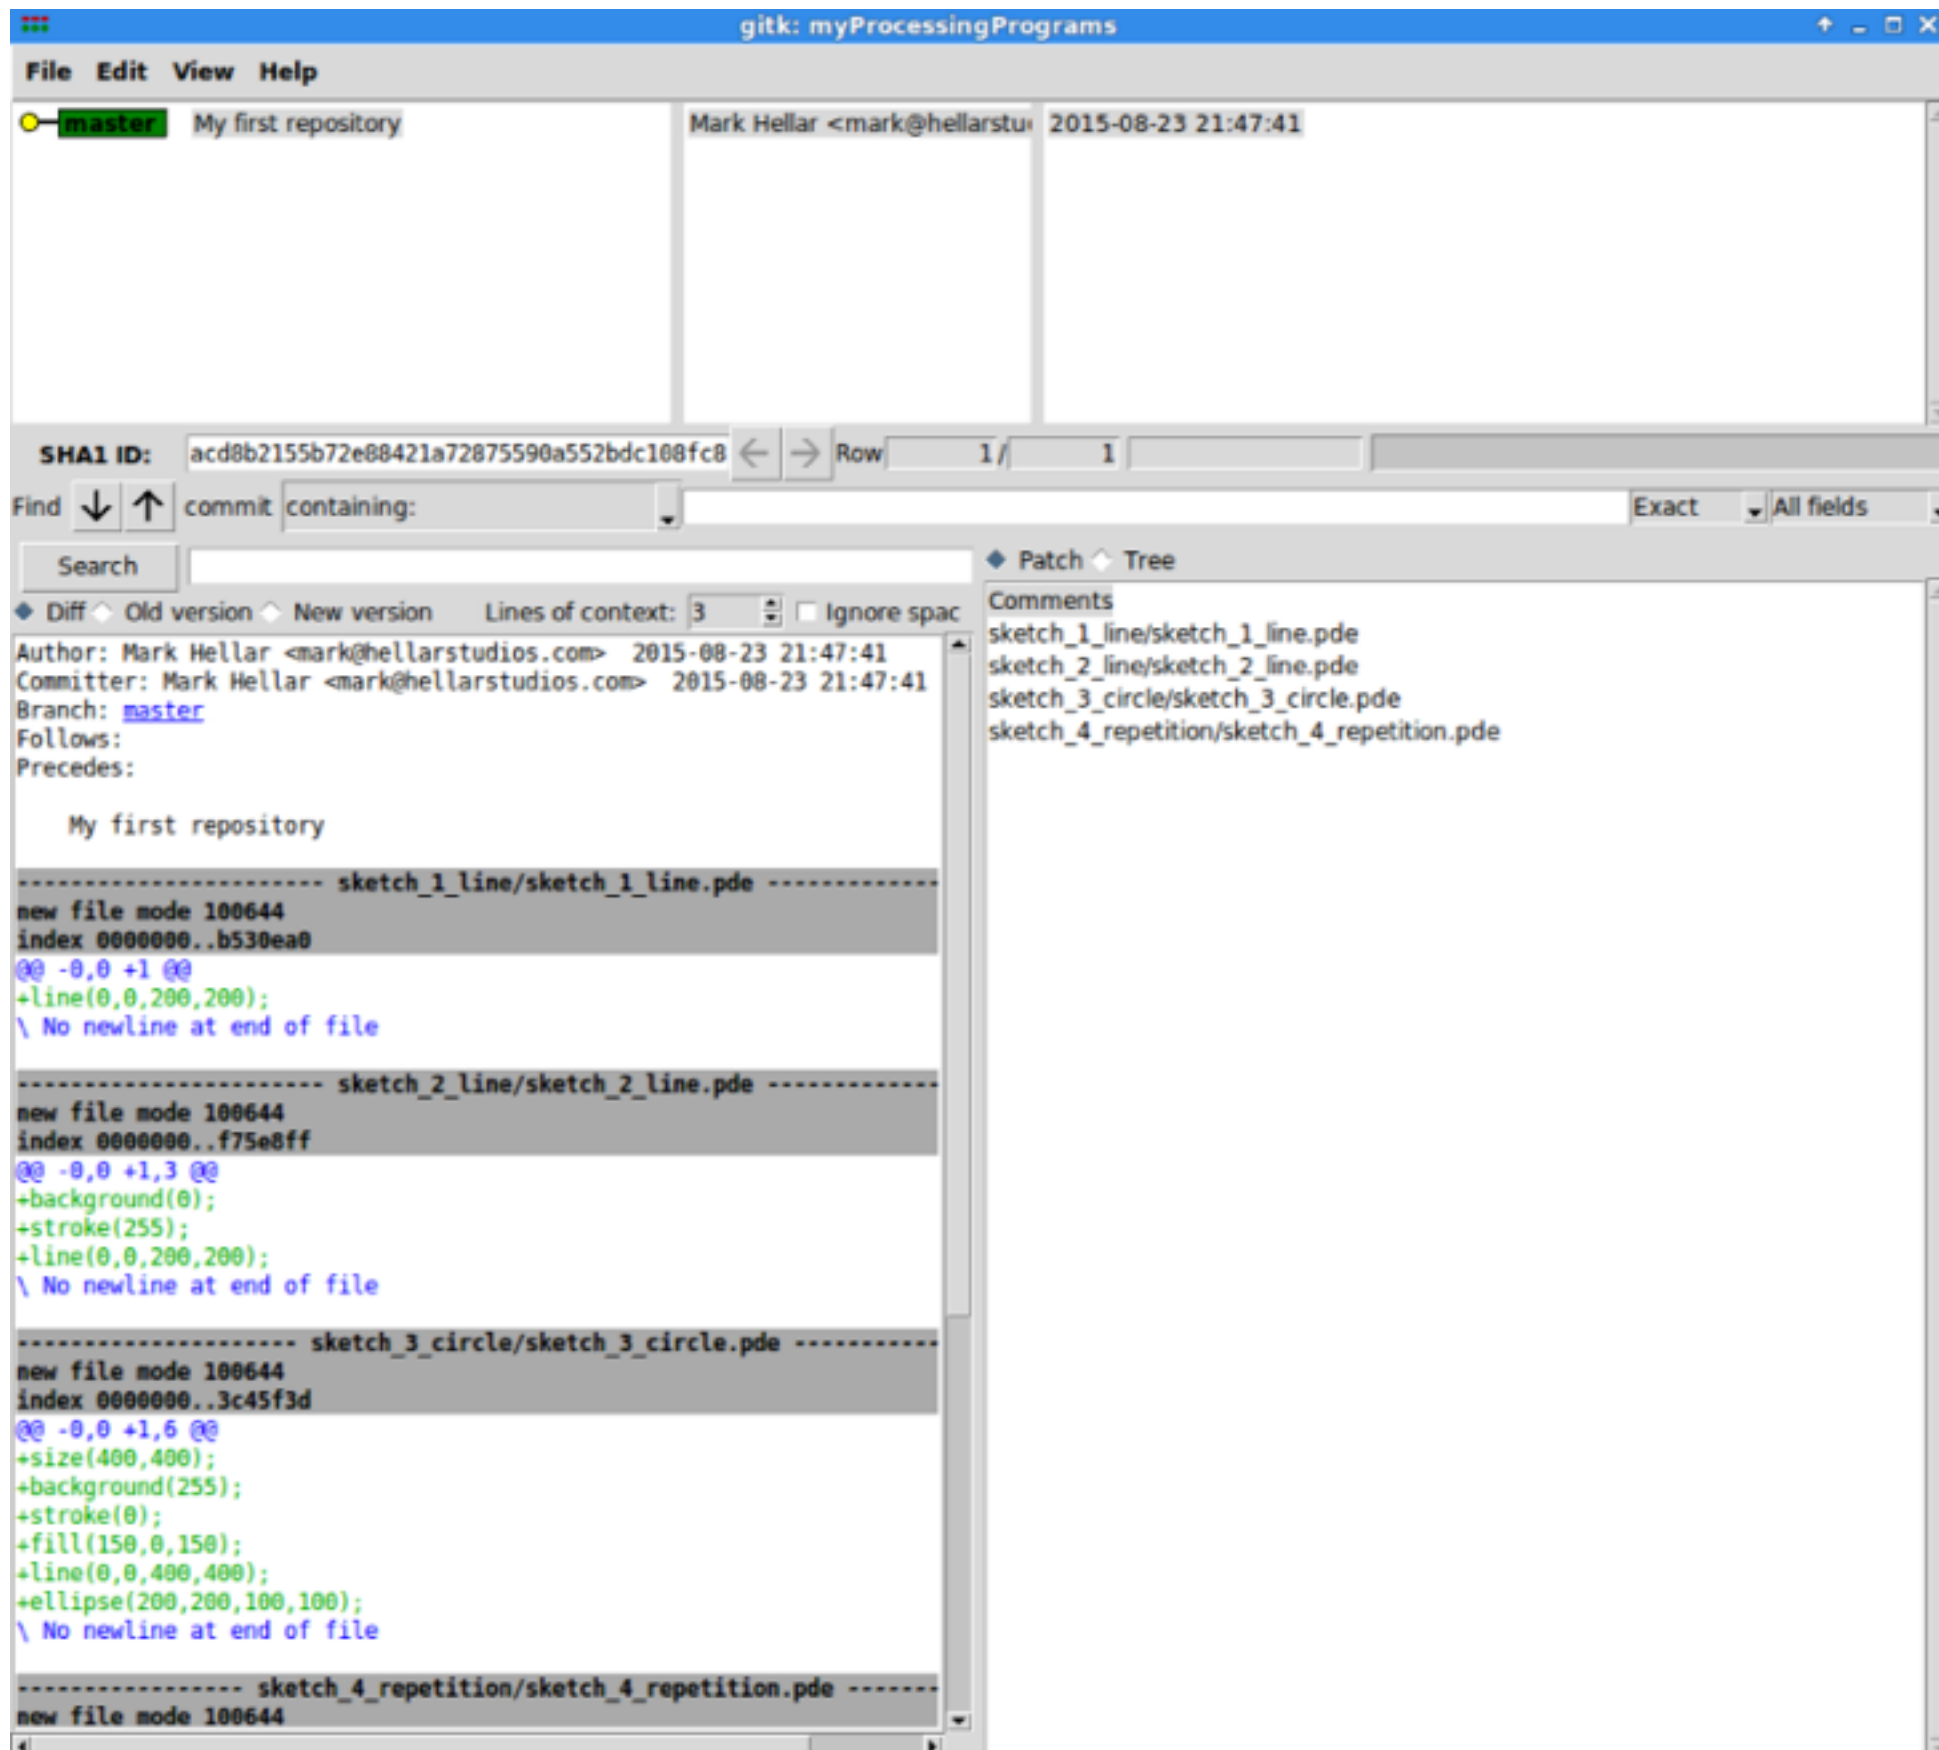 gitk: myProcessingPrograms
File Edit View Help
master My first repository Mark Hellar <mark@hellarstu 2015-08-23 21:47:41
SHA1 ID: acd8b2155b72e88421a72875590a552bdc108fc8 Row 1 / 1
Find commit containing: Exact All fields
Search
Diff Old version New version Lines of context: 3 Ignore spac
Author: Mark Hellar <mark@hellarstudios.com> 2015-08-23 21:47:41
Committer: Mark Hellar <mark@hellarstudios.com> 2015-08-23 21:47:41
Branch: master
Follows:
Precedes:
My first repository
----------------------- sketch_1_line/sketch_1_line.pde -------------
new file mode 100644
index 0000000..b530ea0
@@ -0,0 +1 @@
+line(0,0,200,200);
\ No newline at end of file
----------------------- sketch_2_line/sketch_2_line.pde -------------
new file mode 100644
index 0000000..f75e8ff
@@ -0,0 +1,3 @@
+background(0);
+stroke(255);
+line(0,0,200,200);
\ No newline at end of file
--------------------- sketch_3_circle/sketch_3_circle.pde -----------
new file mode 100644
index 0000000..3c45f3d
@@ -0,0 +1,6 @@
+size(400,400);
+background(255);
+stroke(0);
+fill(150,0,150);
+line(0,0,400,400);
+ellipse(200,200,100,100);
\ No newline at end of file
----------------- sketch_4_repetition/sketch_4_repetition.pde -------
new file mode 100644
Patch Tree
Comments
sketch_1_line/sketch_1_line.pde
sketch_2_line/sketch_2_line.pde
sketch_3_circle/sketch_3_circle.pde
sketch_4_repetition/sketch_4_repetition.pde